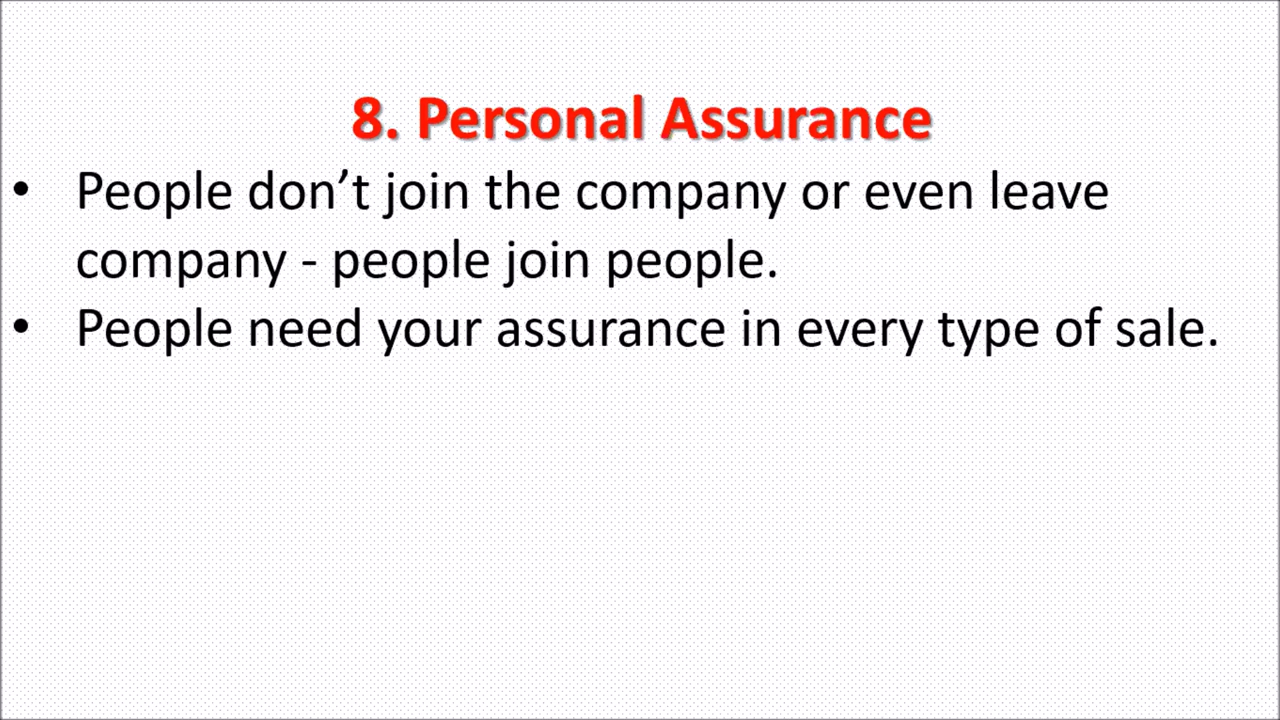 8. Personal Assurance
• People don’t join the company or even leave
company - people join people.
• People need your assurance in every type of sale.